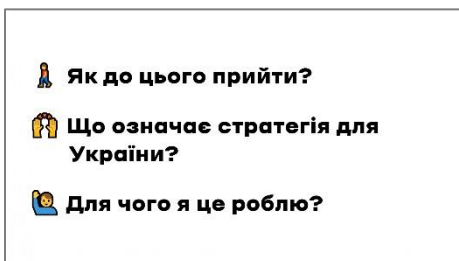 Як до цього прийти?
Що означає стратегія для
України?
Для чого я це роблю?